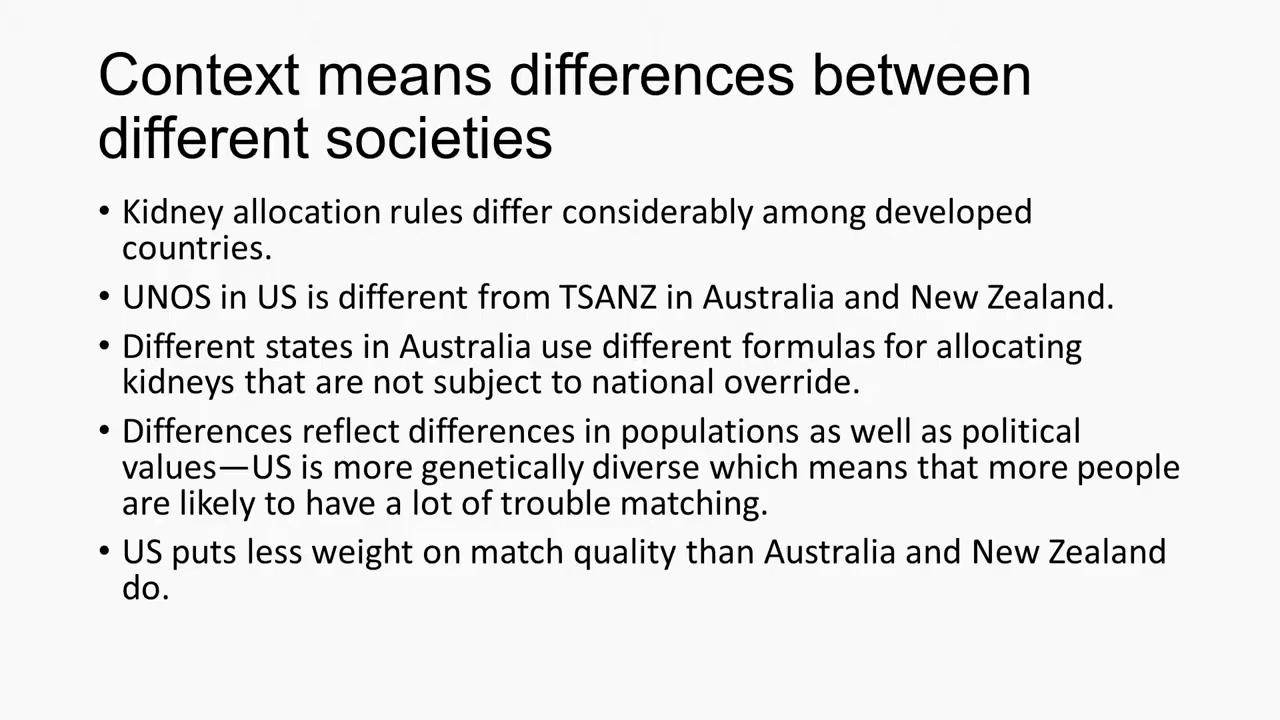 Context means differences between
different societies
• Kidney allocation rules differ considerably among developed
countries.
• UNOS in US is different from TSANZ in Australia and New Zealand.
• Different states in Australia use different formulas for allocating
kidneys that are not subject to national override.
• Differences reflect differences in populations as well as political
values—US is more genetically diverse which means that more people
are likely to have a lot of trouble matching.
• US puts less weight on match quality than Australia and New Zealand
do.